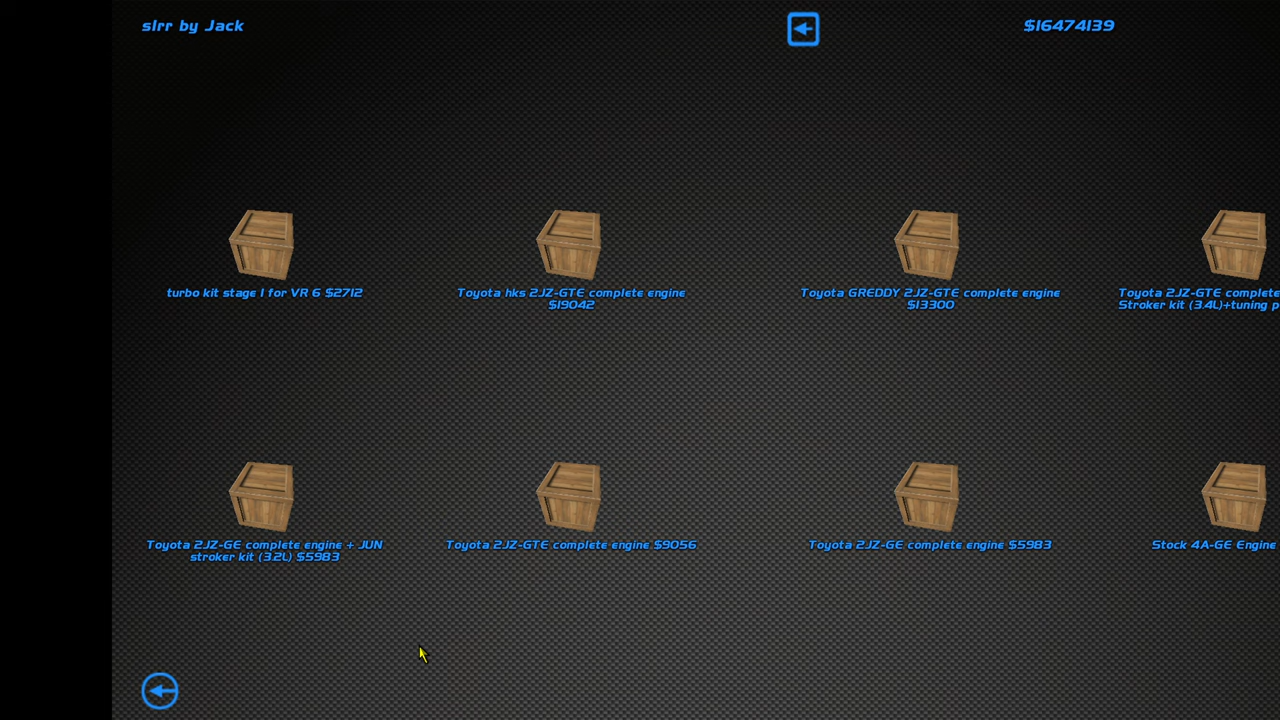 slrr by Jack
$16474139
turbo kit stage 1 for VR 6 $2712
Toyota hks 2JZ-GTE complete engine
$19042
Toyota GREDDY 2JZ-GTE complete engine
$13300
Toyota 2JZ-GTE complete
Stroker kit (3.4L)+tuning p
Toyota 2JZ-GE complete engine + JUN
stroker kit (3.2L) $5983
Toyota 2JZ-GTE complete engine $9056
Toyota 2JZ-GE complete engine $5983
Stock 4A-GE Engine